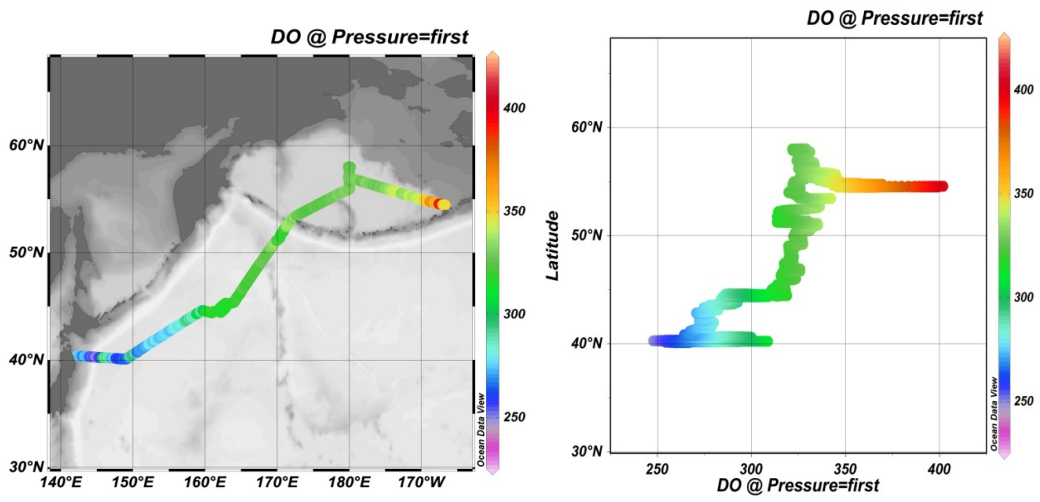 DO @ Pressure=first
60°N
50°N
40°N
30°N
140°E
150°E
160°E
170°E
180°E
170°W
400
350
300
250
Ocean Data View
DO @ Pressure=first
Latitude
60°N
50°N
40°N
30°N
250
300
350
400
DO @ Pressure=first
400
350
300
250
Ocean Data View